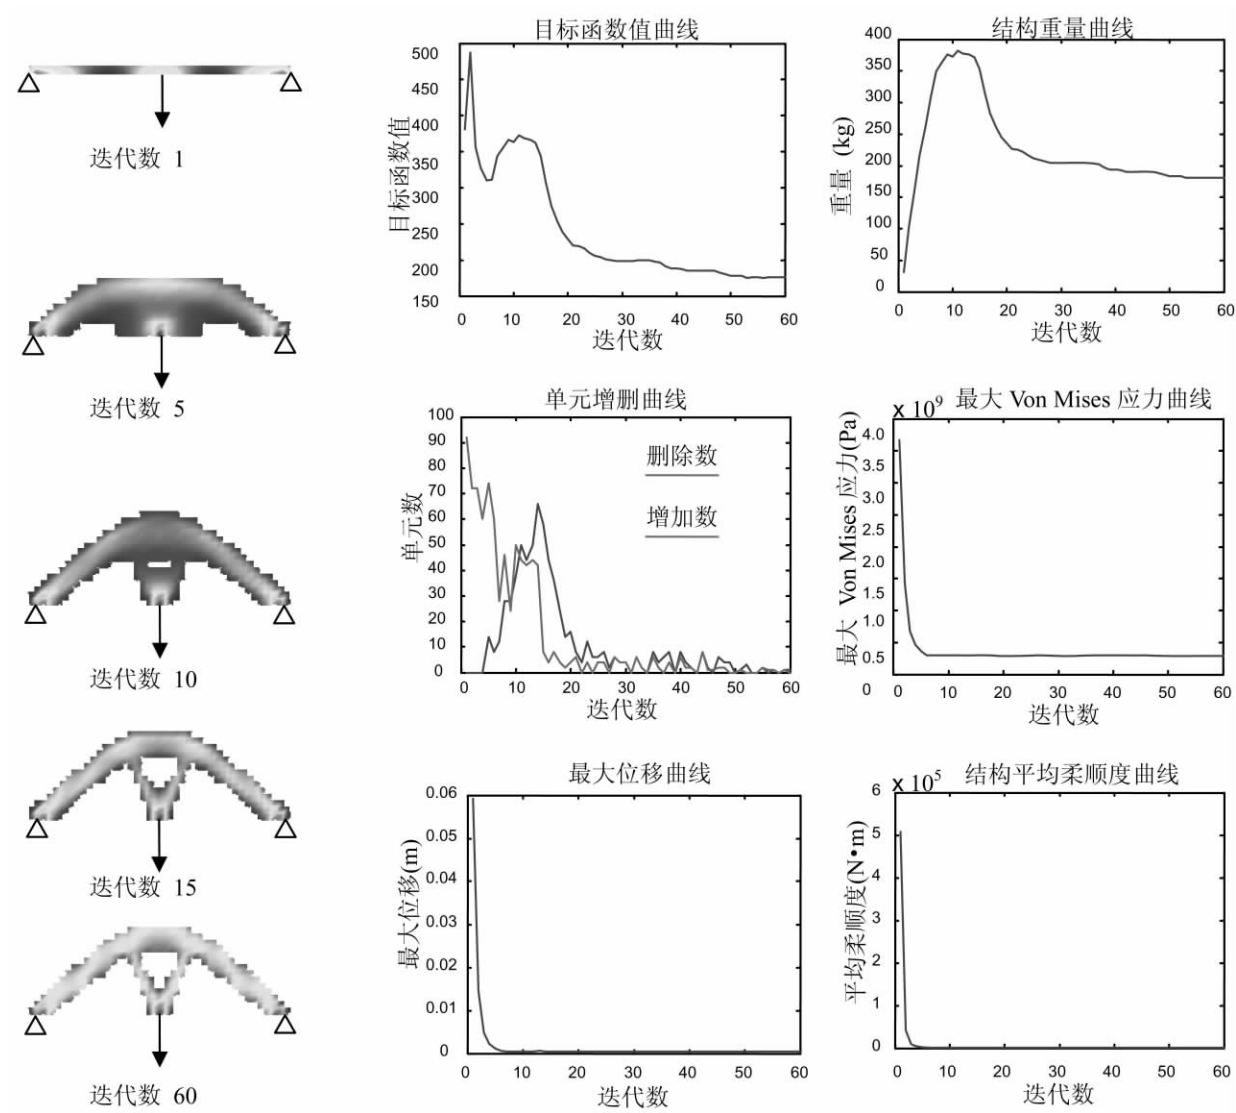 迭代数 1
迭代数 5
迭代数 10
迭代数 15
迭代数 60
目标函数值曲线
目标函数值
500
450
400
350
300
250
200
150
0 10 20 30 40 50 60
迭代数
结构重量曲线
重量 (kg)
400
350
300
250
200
150
100
50
0
0 10 20 30 40 50 60
迭代数
单元增删曲线
单元数
100
90
80
70
60
50
40
30
20
10
0
删除数
增加数
0 10 20 30 40 50 60
迭代数
x 10⁹ 最大 Von Mises 应力曲线
最大 Von Mises 应力(Pa)
4.0
3.5
3.0
2.5
2.0
1.5
1.0
0.5
0
0 10 20 30 40 50 60
迭代数
最大位移曲线
最大位移(m)
0.06
0.05
0.04
0.03
0.02
0.01
0
0 10 20 30 40 50 60
迭代数
x 10⁵ 结构平均柔顺度曲线
平均柔顺度(N•m)
6
5
4
3
2
1
0
0 10 20 30 40 50 60
迭代数